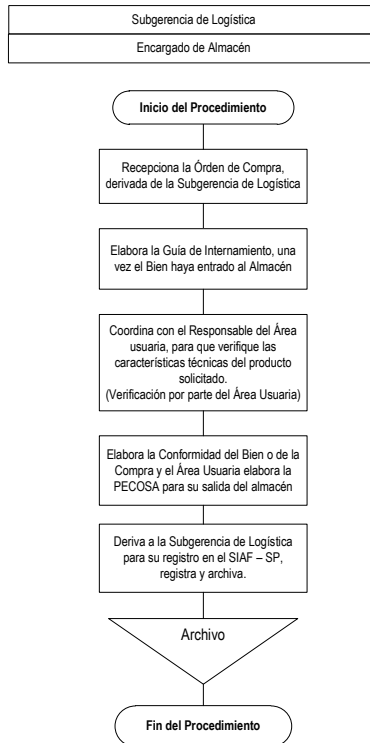 Subgerencia de Logística
Encargado de Almacén
Inicio del Procedimiento
Recepciona la Órden de Compra,
derivada de la Subgerencia de Logística
Elabora la Guía de Internamiento, una
vez el Bien haya entrado al Almacén
Coordina con el Responsable del Área
usuaria, para que verifique las
características técnicas del producto
solicitado.
(Verificación por parte del Área Usuaria)
Elabora la Conformidad del Bien o de la
Compra y el Área Usuaria elabora la
PECOSA para su salida del almacén
Deriva a la Subgerencia de Logística
para su registro en el SIAF – SP,
registra y archiva.
Archivo
Fin del Procedimiento